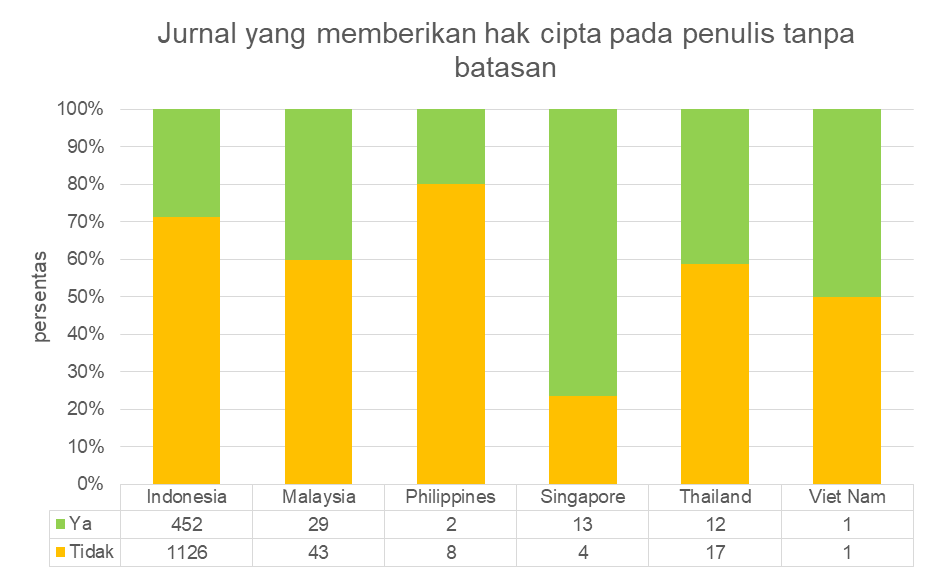 Jurnal yang memberikan hak cipta pada penulis tanpa
batasan
persentas
100%
90%
80%
70%
60%
50%
40%
30%
20%
10%
0%
Indonesia Malaysia Philippines Singapore Thailand Viet Nam
Ya 452 29 2 13 12 1
Tidak 1126 43 8 4 17 1